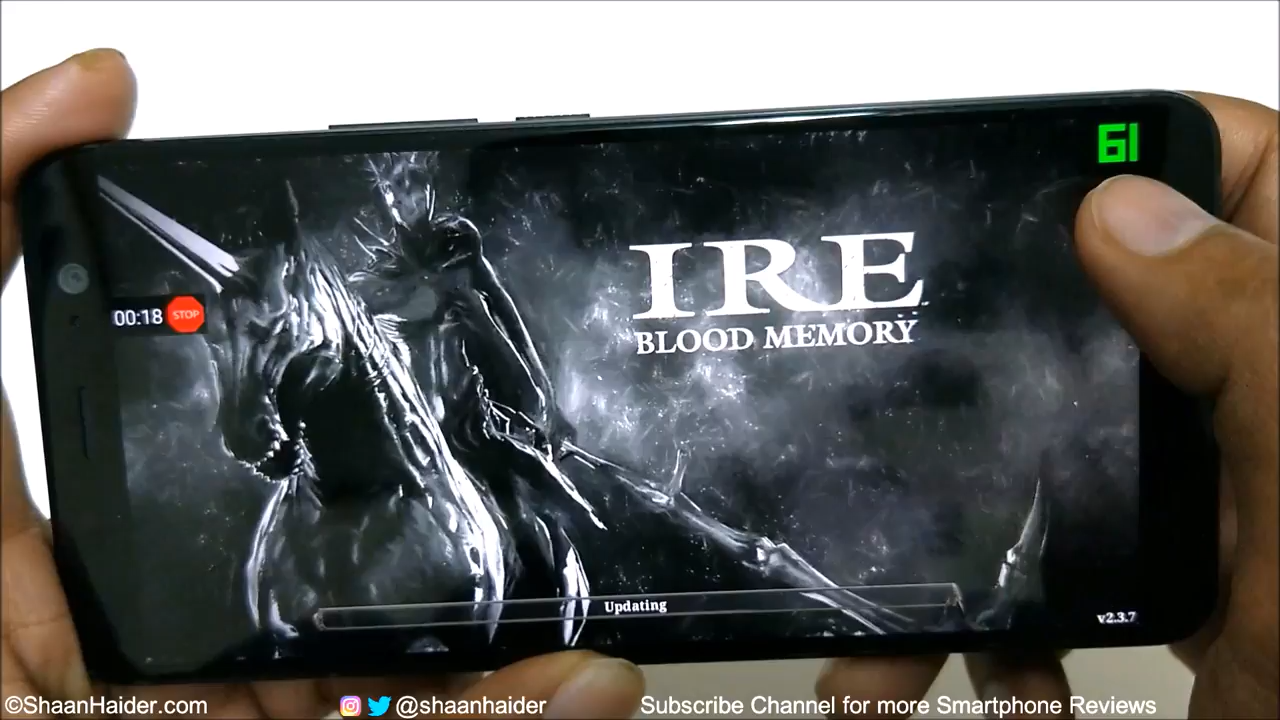 61
IRE
BLOOD MEMORY
00:18 STOP
Updating
v2.3.7
©ShaanHaider.com @shaanhaider Subscribe Channel for more Smartphone Reviews